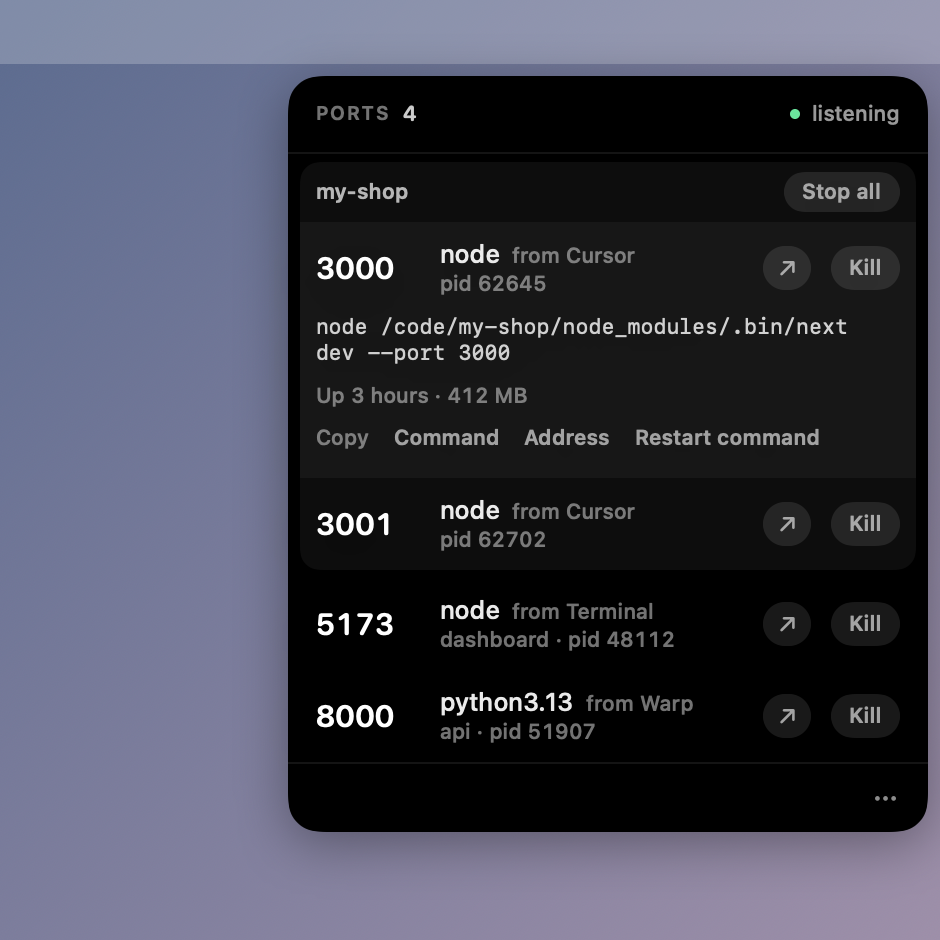 PORTS 4 listening
my-shop Stop all
3000 node from Cursor Kill
pid 62645
node /code/my-shop/node_modules/.bin/next
dev --port 3000
Up 3 hours · 412 MB
Copy Command Address Restart command
3001 node from Cursor Kill
pid 62702
5173 node from Terminal Kill
dashboard · pid 48112
8000 python3.13 from Warp Kill
api · pid 51907